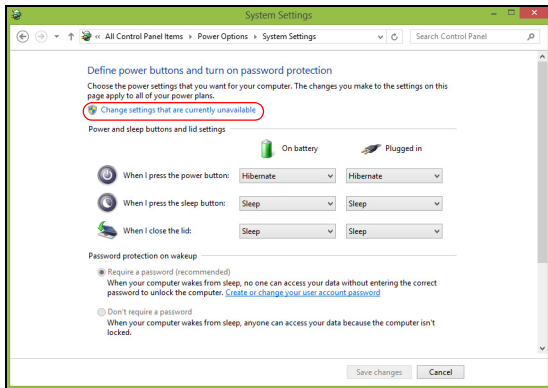 System Settings
« All Control Panel Items Power Options System Settings Search Control Panel
Define power buttons and turn on password protection
Choose the power settings that you want for your computer. The changes you make to the settings on this
page apply to all of your power plans.
Change settings that are currently unavailable
Power and sleep buttons and lid settings
On battery Plugged in
When I press the power button: Hibernate Hibernate
When I press the sleep button: Sleep Sleep
When I close the lid: Sleep Sleep
Password protection on wakeup
Require a password (recommended)
When your computer wakes from sleep, no one can access your data without entering the correct
password to unlock the computer. Create or change your user account password
Don't require a password
When your computer wakes from sleep, anyone can access your data because the computer isn't
locked.
Save changes Cancel